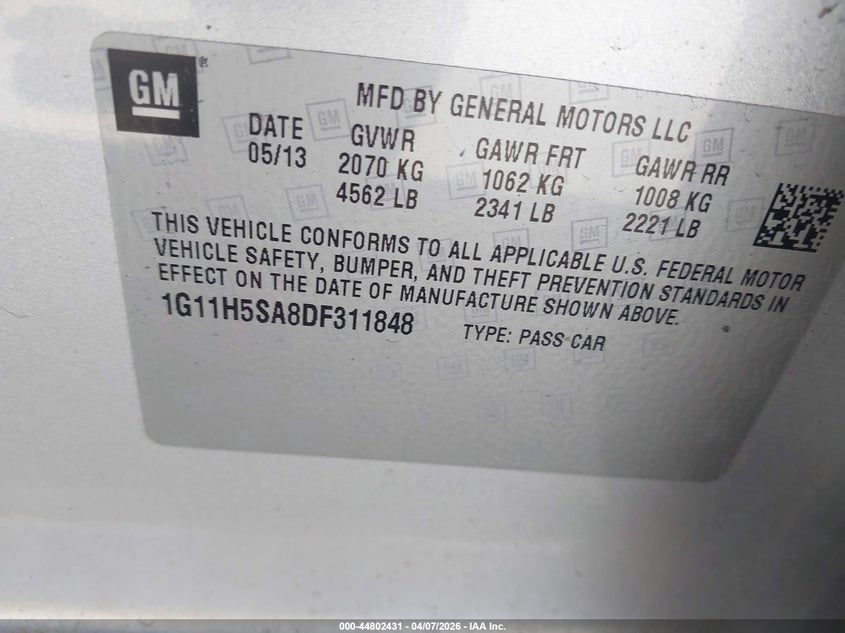 GM®
MFD BY GENERAL MOTORS LLC
DATE GVWR GAWR FRT GAWR RR
05/13 2070 KG 1062 KG 1008 KG
4562 LB 2341 LB 2221 LB
THIS VEHICLE CONFORMS TO ALL APPLICABLE U.S. FEDERAL MOTOR
VEHICLE SAFETY, BUMPER, AND THEFT PREVENTION STANDARDS IN
EFFECT ON THE DATE OF MANUFACTURE SHOWN ABOVE.
1G11H5SA8DF311848 TYPE: PASS CAR
000-44802431 - 04/07/2026 - IAA Inc.